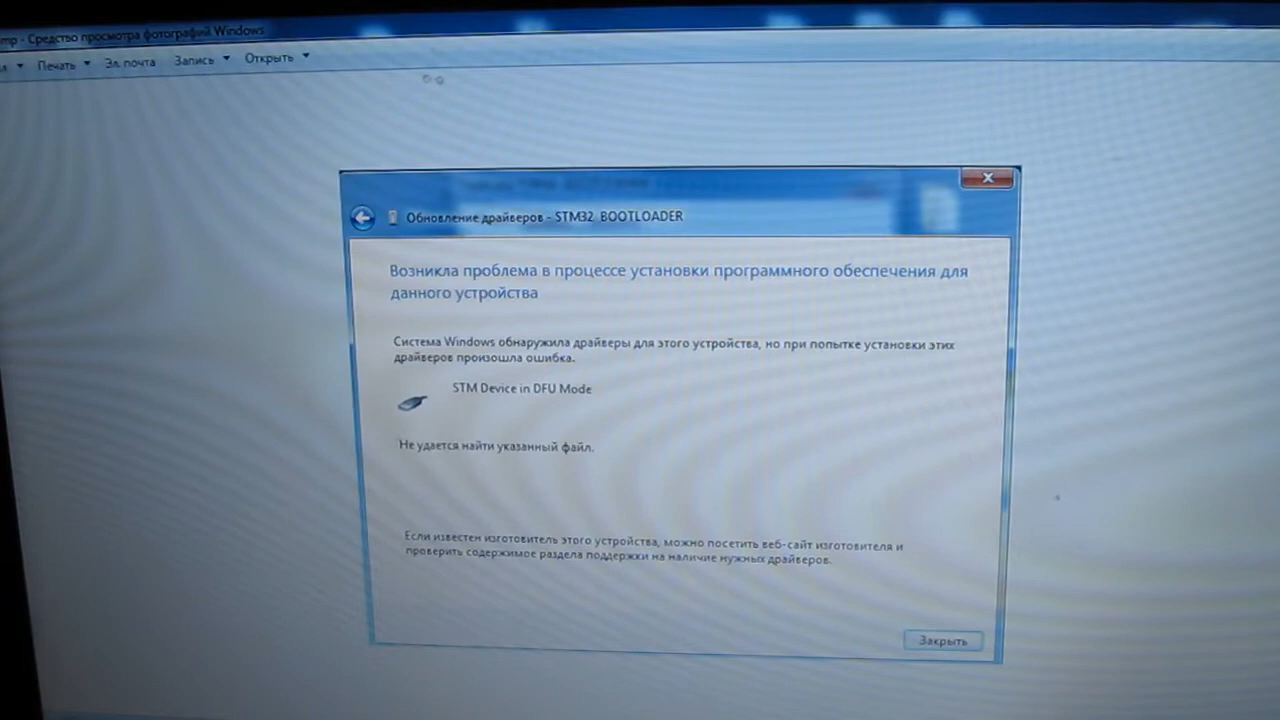 mp - Средство просмотра фотографий Windows
Печать Эл. почта Запись Открыть
Обновление драйверов - STM32 BOOTLOADER
Возникла проблема в процессе установки программного обеспечения для
данного устройства
Система Windows обнаружила драйверы для этого устройства, но при попытке установки этих
драйверов произошла ошибка.
STM Device in DFU Mode
Не удается найти указанный файл.
Если известен изготовитель этого устройства, можно посетить веб-сайт изготовителя и
проверить содержимое раздела поддержки на наличие нужных драйверов.
Закрыть